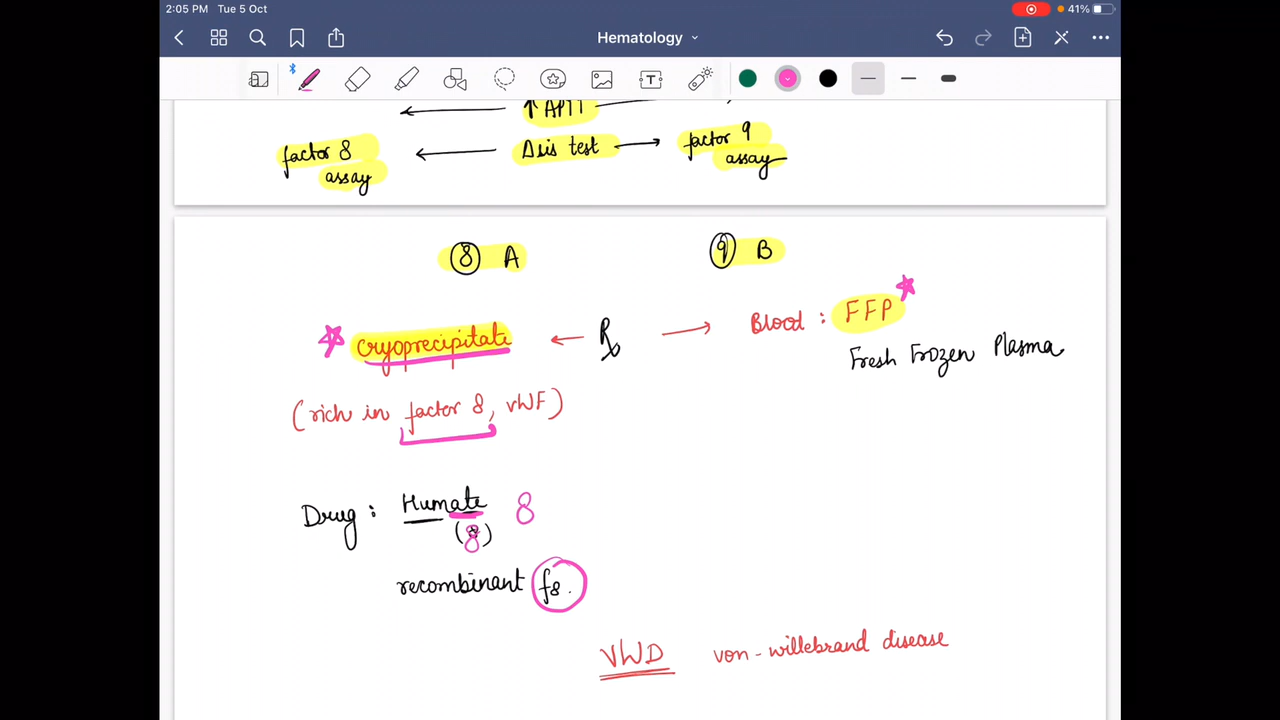 2:05 PM Tue 5 Oct
41%
Hematology
T
↑ APTT
factor 8 assay ← Δsis test → factor 9 assay
8 A
9 B
cryoprecipitate ← Rx → Blood : FFP
Fresh Frozen Plasma
(rich in factor 8, vWF)
Drug : Humate 8
(8)
recombinant f8.
VWD von-willebrand disease